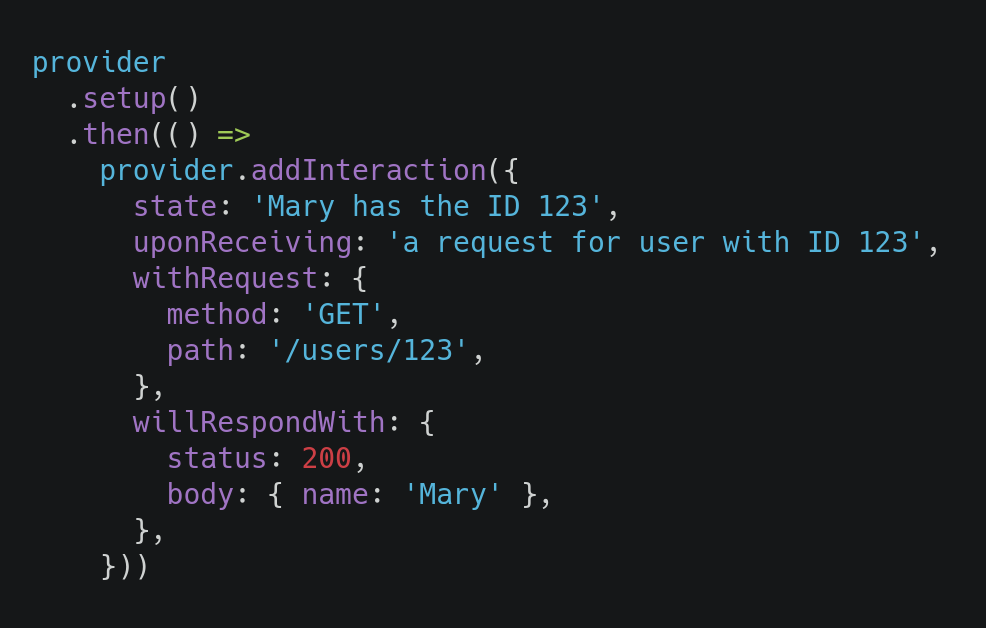 provider
  .setup()
  .then(() =>
    provider.addInteraction({
      state: 'Mary has the ID 123',
      uponReceiving: 'a request for user with ID 123',
      withRequest: {
        method: 'GET',
        path: '/users/123',
      },
      willRespondWith: {
        status: 200,
        body: { name: 'Mary' },
      },
    }))